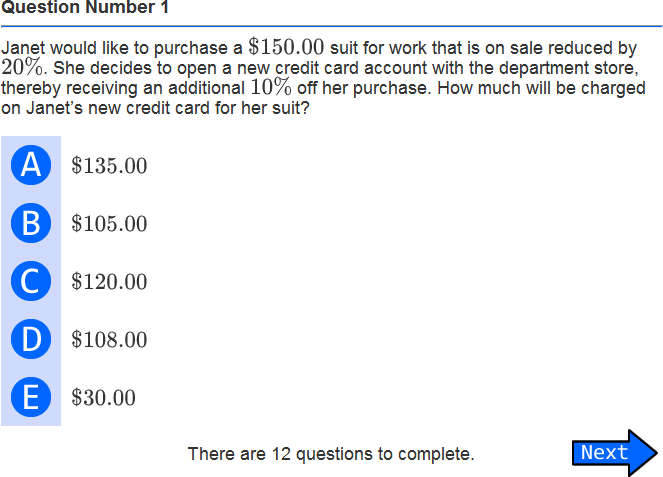 Question Number 1
Janet would like to purchase a $150.00 suit for work that is on sale reduced by
20%. She decides to open a new credit card account with the department store,
thereby receiving an additional 10% off her purchase. How much will be charged
on Janet's new credit card for her suit?
A $135.00
B $105.00
C $120.00
D $108.00
E $30.00
There are 12 questions to complete.
Next